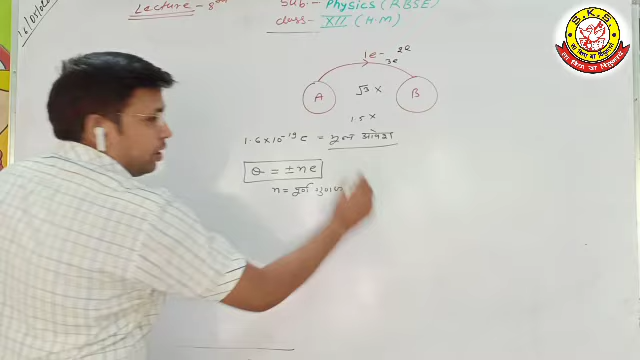 Lecture - 8
Sub:- Physics (RBSE)
Class:- XII (H.M)
1e- 2e
3e
A √3 X B
1.5 X
1.6×10⁻¹⁹ C = मूल आवेश
Q = ±ne
n = पूर्ण
S.K.S.